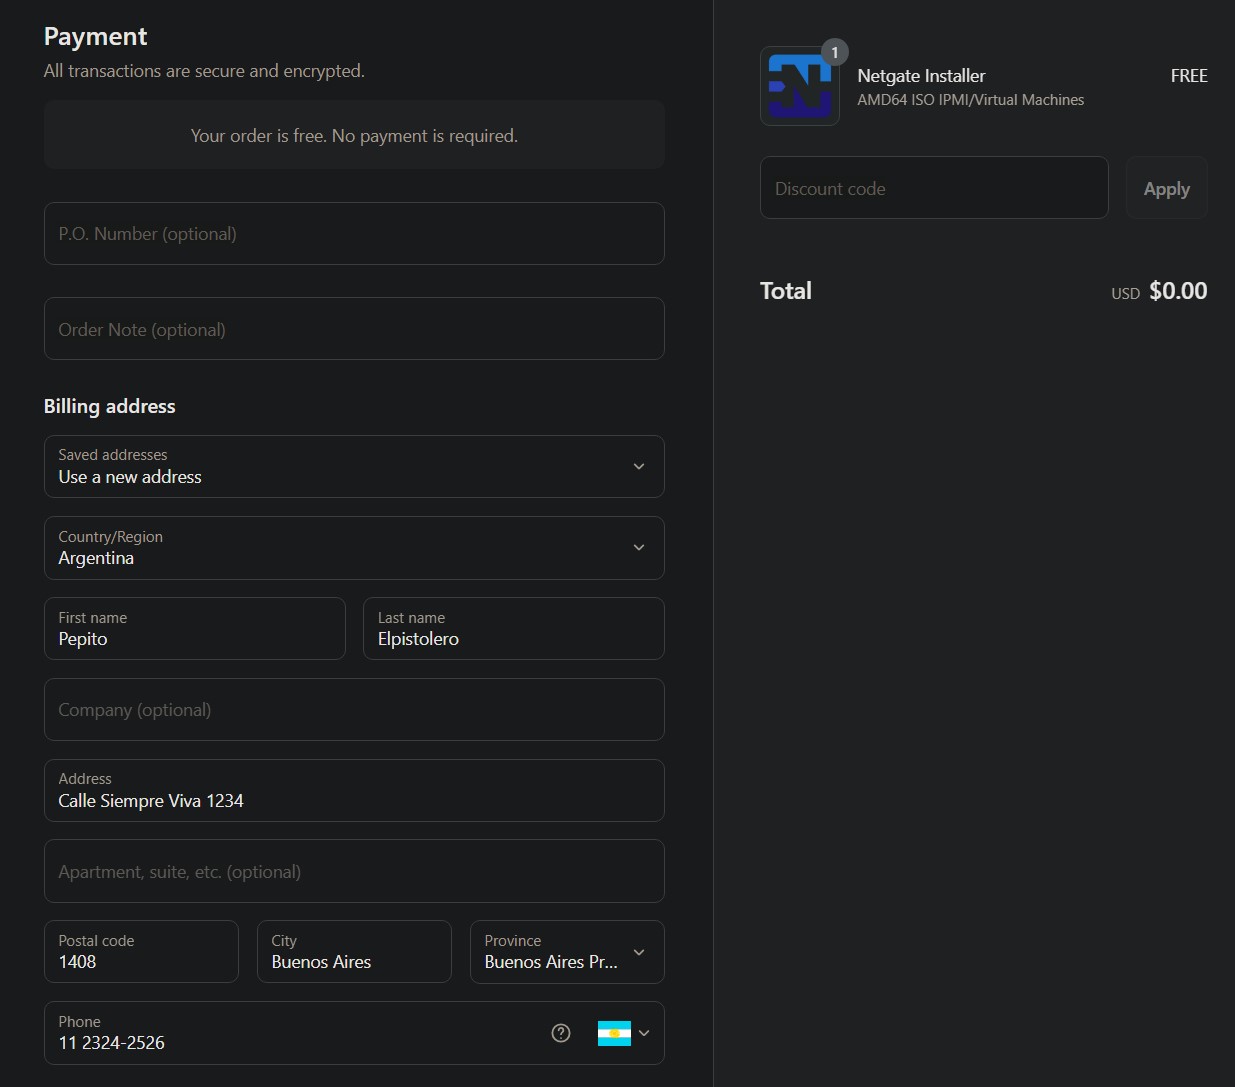 Payment
All transactions are secure and encrypted.
Your order is free. No payment is required.
P.O. Number (optional)
Order Note (optional)
Billing address
Saved addresses
Use a new address
Country/Region
Argentina
First name
Pepito
Last name
Elpistolero
Company (optional)
Address
Calle Siempre Viva 1234
Apartment, suite, etc. (optional)
Postal code
1408
City
Buenos Aires
Province
Buenos Aires Pr...
Phone
11 2324-2526
1
Netgate Installer
FREE
AMD64 ISO IPMI/Virtual Machines
Discount code
Apply
Total
USD $0.00